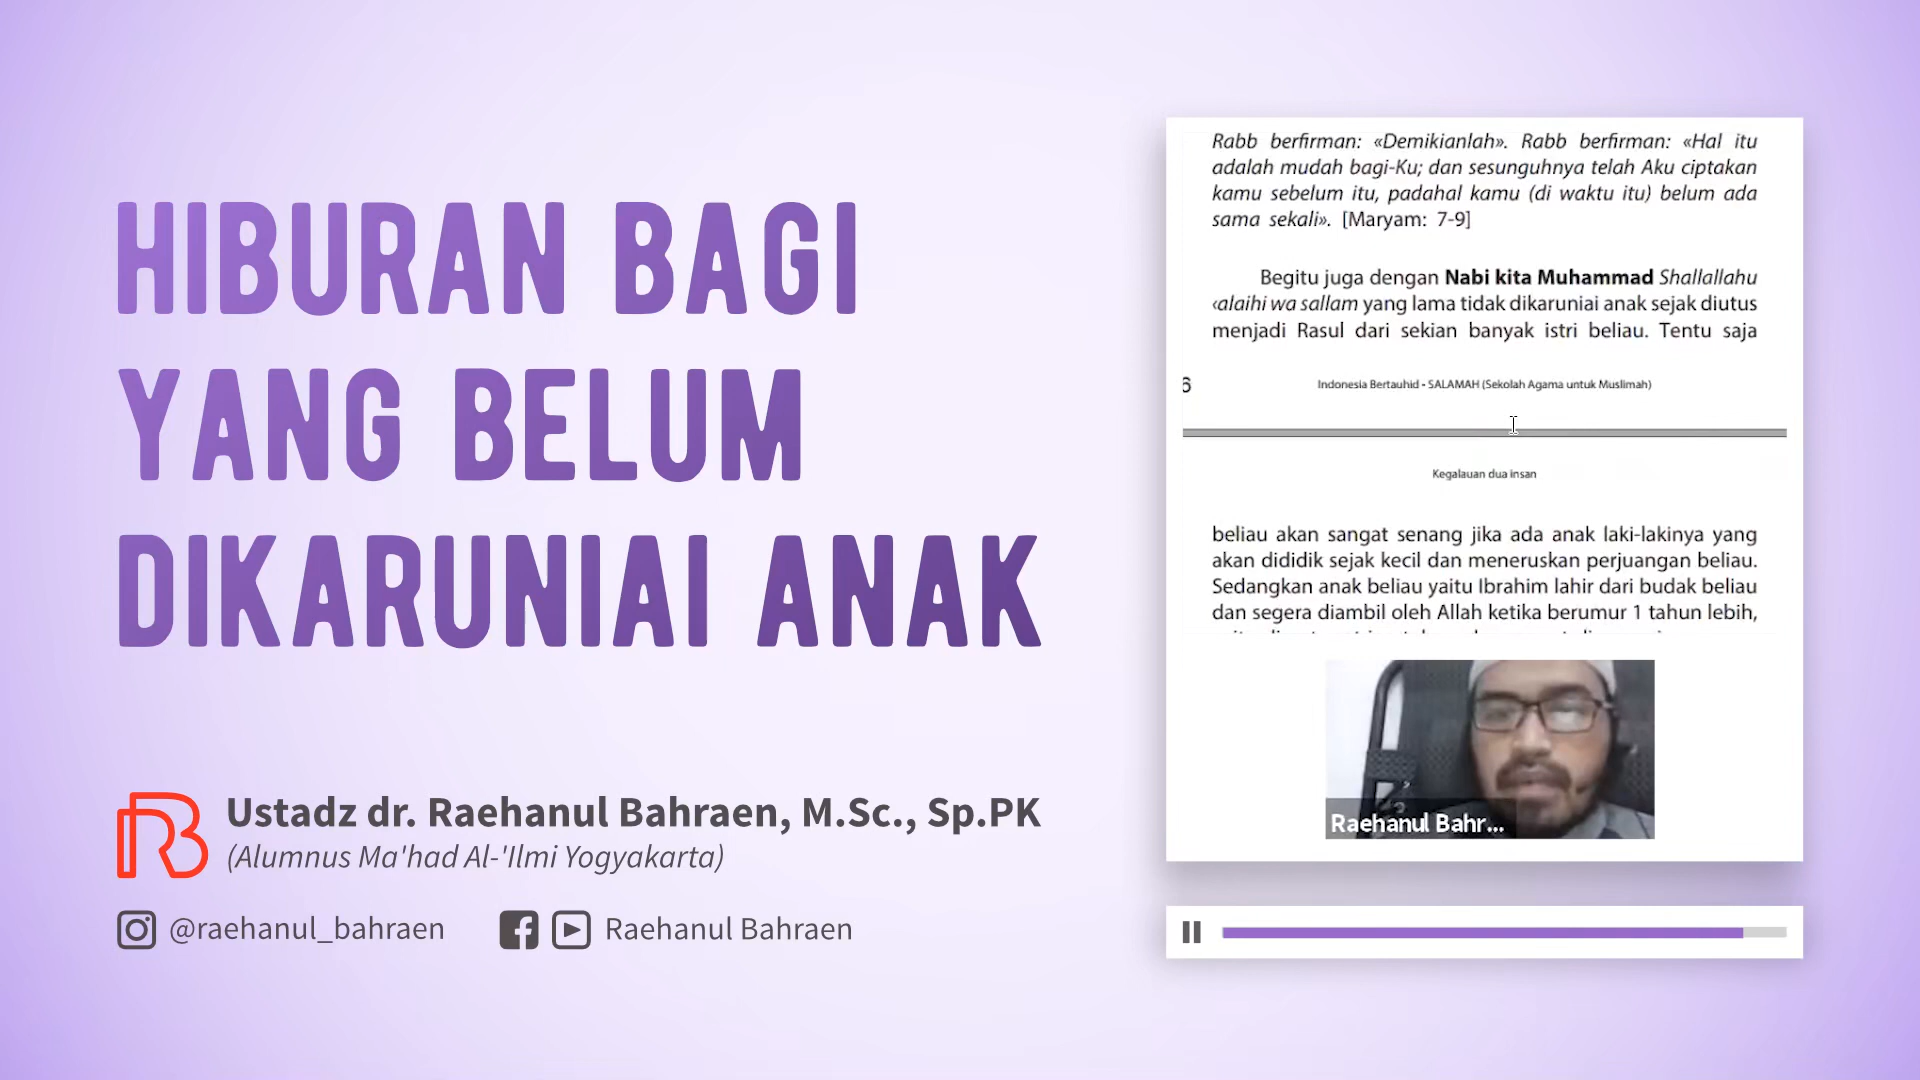 HIBURAN BAGI
YANG BELUM
DIKARUNIAI ANAK
Ustadz dr. Raehanul Bahraen, M.Sc., Sp.PK
(Alumnus Ma'had Al-'Ilmi Yogyakarta)
@raehanul_bahraen
Raehanul Bahraen
Rabb berfirman: «Demikianlah». Rabb berfirman: «Hal itu
adalah mudah bagi-Ku; dan sesungguhnya telah Aku ciptakan
kamu sebelum itu, padahal kamu (di waktu itu) belum ada
sama sekali». [Maryam: 7-9]
Begitu juga dengan Nabi kita Muhammad Shallallahu
‹alaihi wa sallam yang lama tidak dikaruniai anak sejak diutus
menjadi Rasul dari sekian banyak istri beliau. Tentu saja
6
Indonesia Bertauhid - SALAMAH (Sekolah Agama untuk Muslimah)
Kegalauan dua insan
beliau akan sangat senang jika ada anak laki-lakinya yang
akan dididik sejak kecil dan meneruskan perjuangan beliau.
Sedangkan anak beliau yaitu Ibrahim lahir dari budak beliau
dan segera diambil oleh Allah ketika berumur 1 tahun lebih,
Raehanul Bahr...